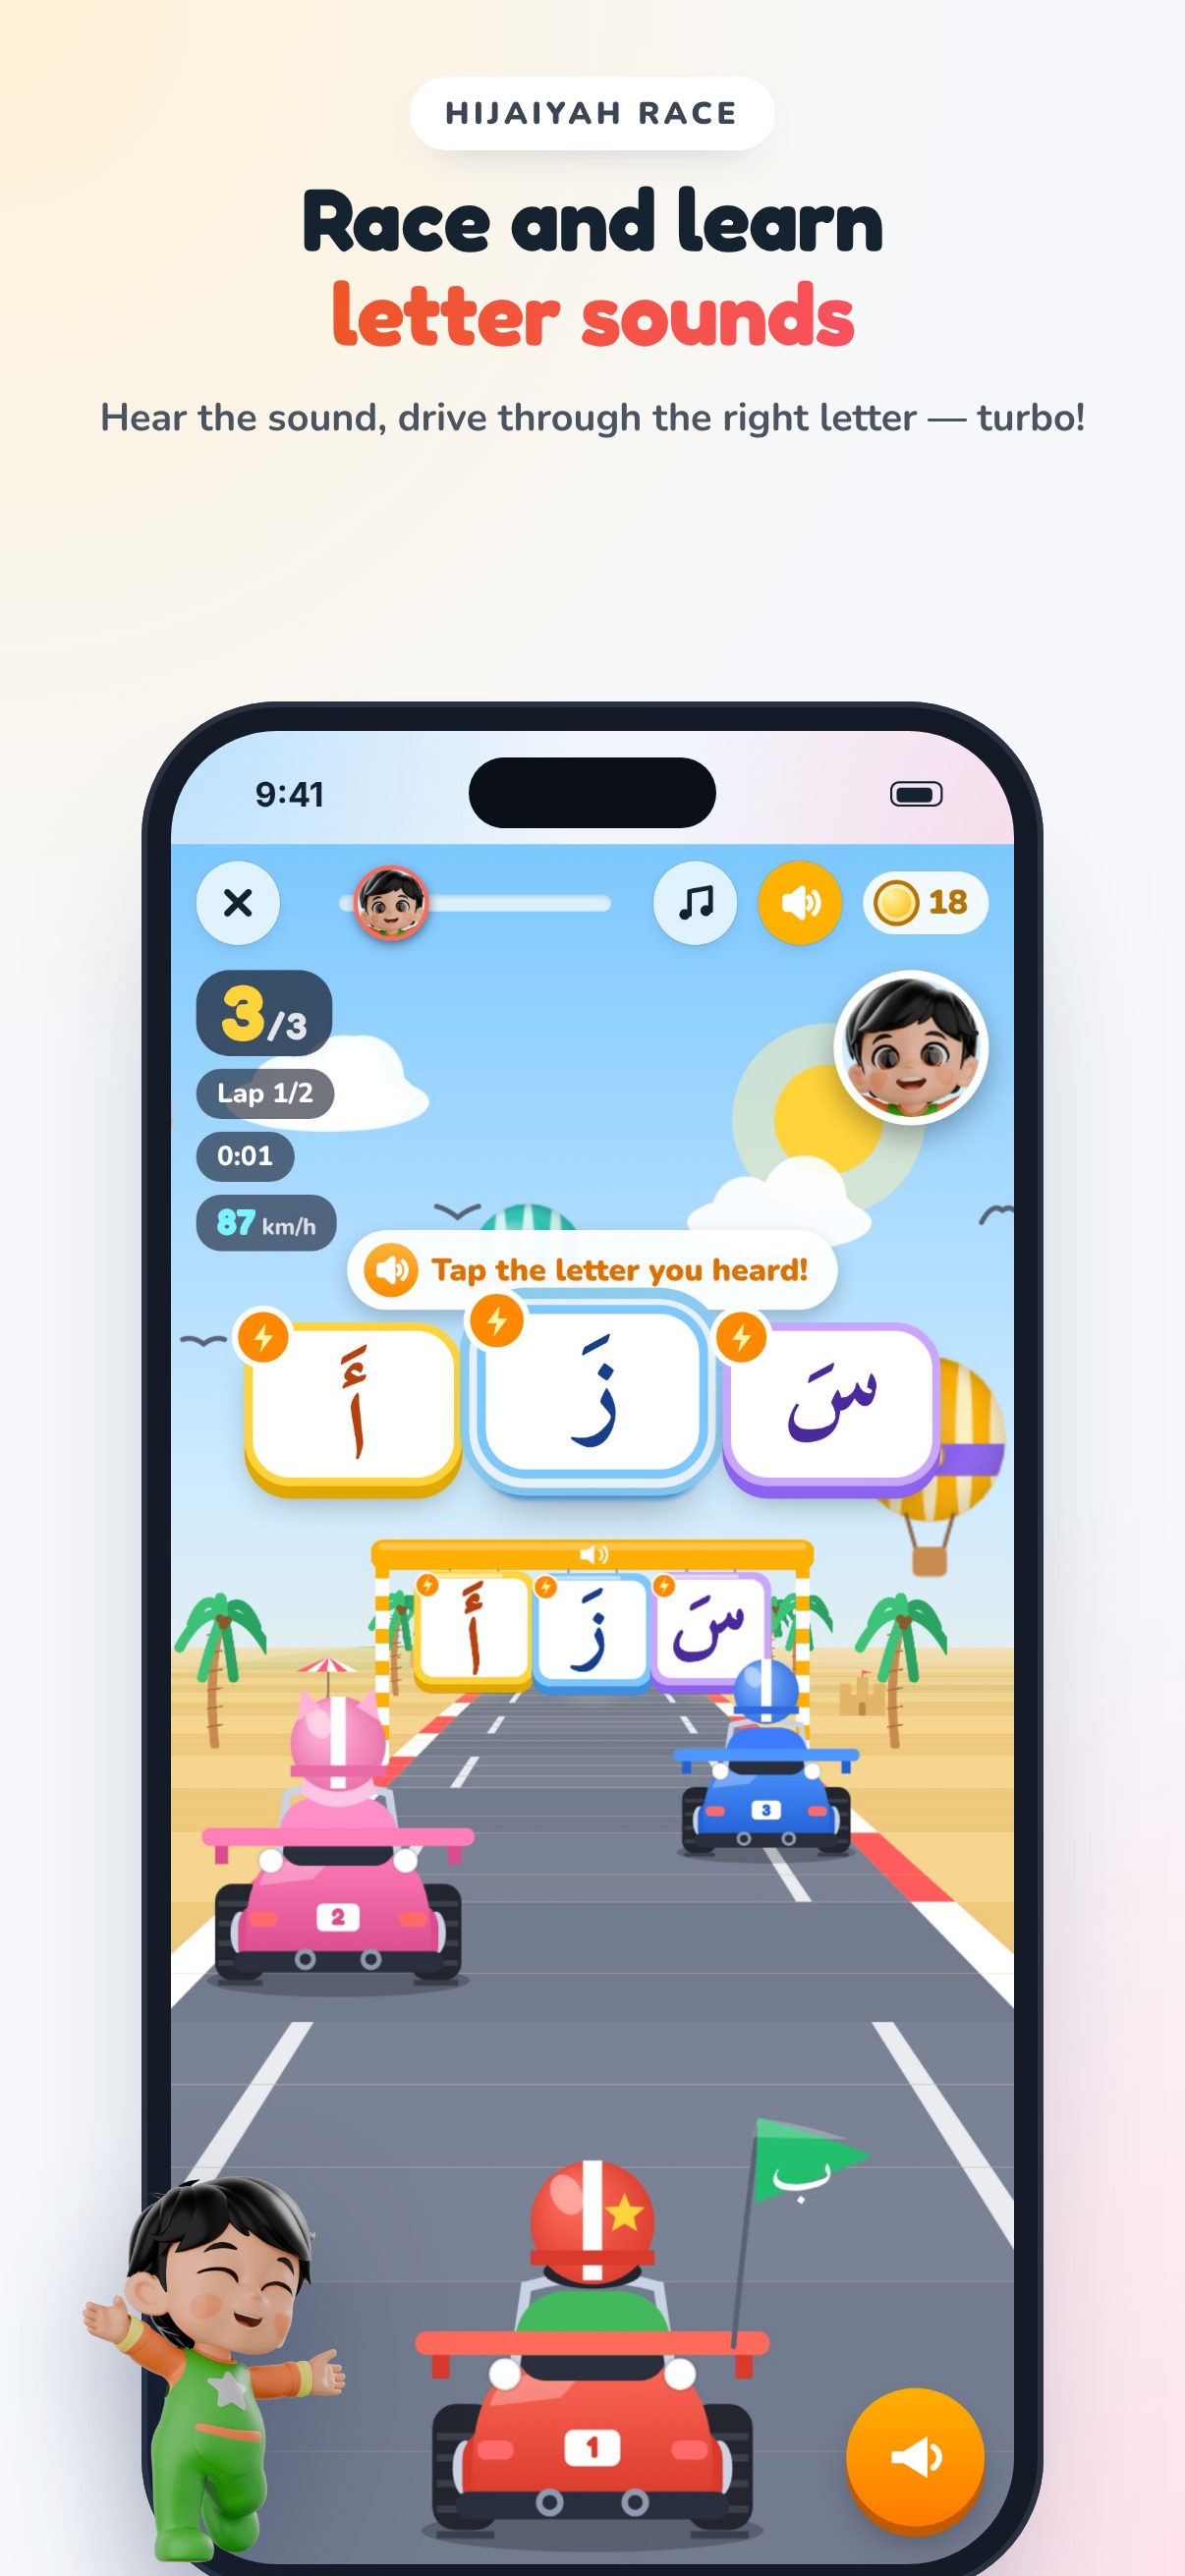 HIJAIYAH RACE
Race and learn
letter sounds
Hear the sound, drive through the right letter — turbo!
9:41
18
3/3
Lap 1/2
0:01
87 km/h
Tap the letter you heard!
أَ
زَ
سَ
أَ
زَ
سَ
3
2
ب
1